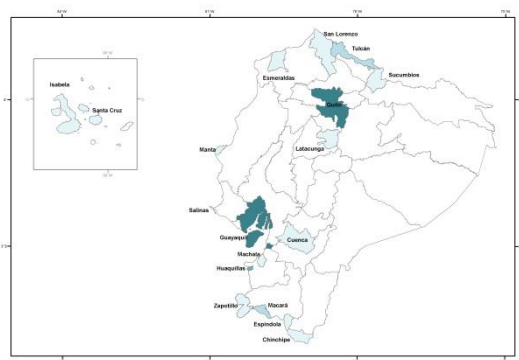 San Lorenzo
Tulcán
Esmeraldas
Sucumbios
Isabela
Santa Cruz
Quito
Manta
Latacunga
Salinas
Guayaquil
Cuenca
Machala
Huaquillas
Zapotillo
Macará
Espíndola
Chinchipe